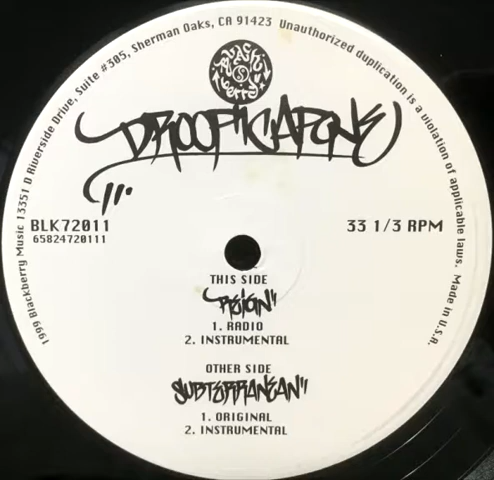 1999 Blackberry Music 13351 D Riverside Drive, Suite #305, Sherman Oaks, CA 91423 Unauthorized duplication is a violation of applicable laws. Made in U.S.A.
DROOPICAPONE
BLK72011
65824720111
33 1/3 RPM
THIS SIDE
"REIGN"
1. RADIO
2. INSTRUMENTAL
OTHER SIDE
SUBTERRANEAN"
1. ORIGINAL
2. INSTRUMENTAL